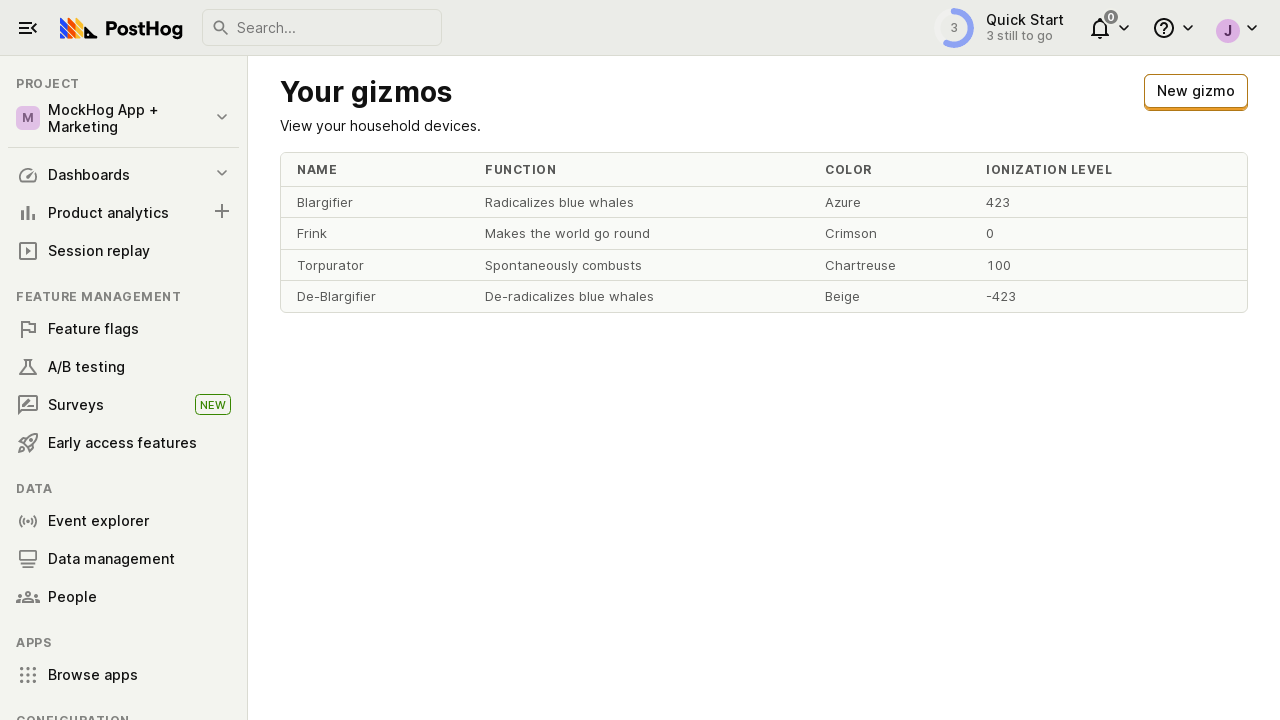 PostHog
Search...
3
Quick Start
3 still to go
0
J
PROJECT
M
MockHog App +
Marketing
Dashboards
Product analytics
Session replay
FEATURE MANAGEMENT
Feature flags
A/B testing
Surveys
NEW
Early access features
DATA
Event explorer
Data management
People
APPS
Browse apps
CONFIGURATION
Your gizmos
New gizmo
View your household devices.
NAME FUNCTION COLOR IONIZATION LEVEL
Blargifier Radicalizes blue whales Azure 423
Frink Makes the world go round Crimson 0
Torpurator Spontaneously combusts Chartreuse 100
De-Blargifier De-radicalizes blue whales Beige -423